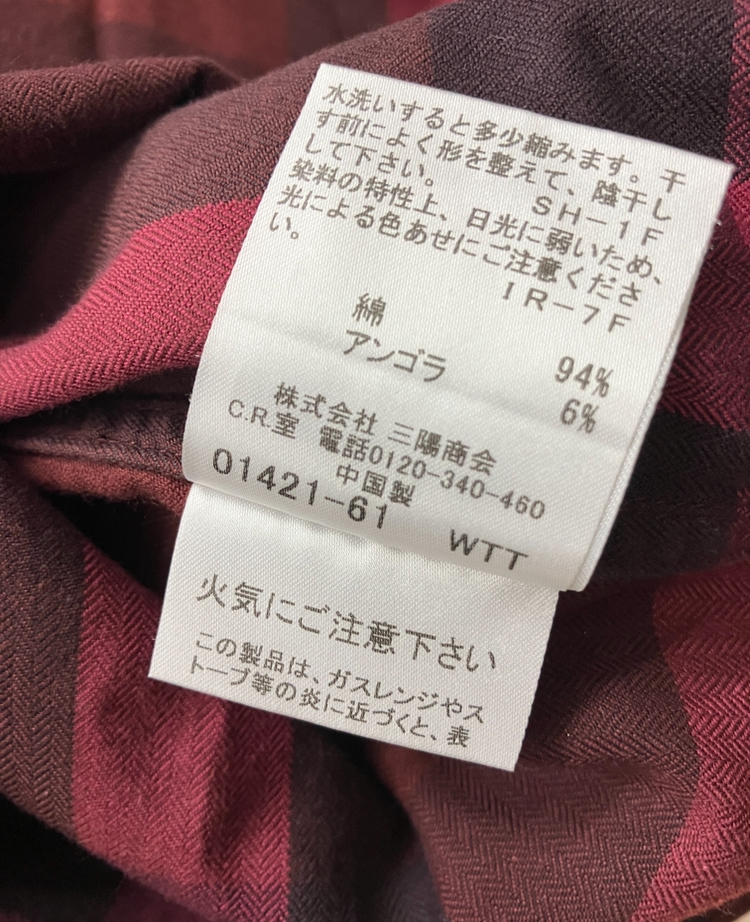 水洗いすると多少縮みます。干
す前によく形を整えて、陰干し
して下さい。 SH-1F
染料の特性上、日光に弱いため、
光による色あせにご注意くださ
い。 IR-7F
綿 94%
アンゴラ 6%
株式会社 三陽商会
C.R.室 電話0120-340-460
中国製
01421-61 WTT
火気にご注意下さい
この製品は、ガスレンジやス
トーブ等の炎に近づくと、表